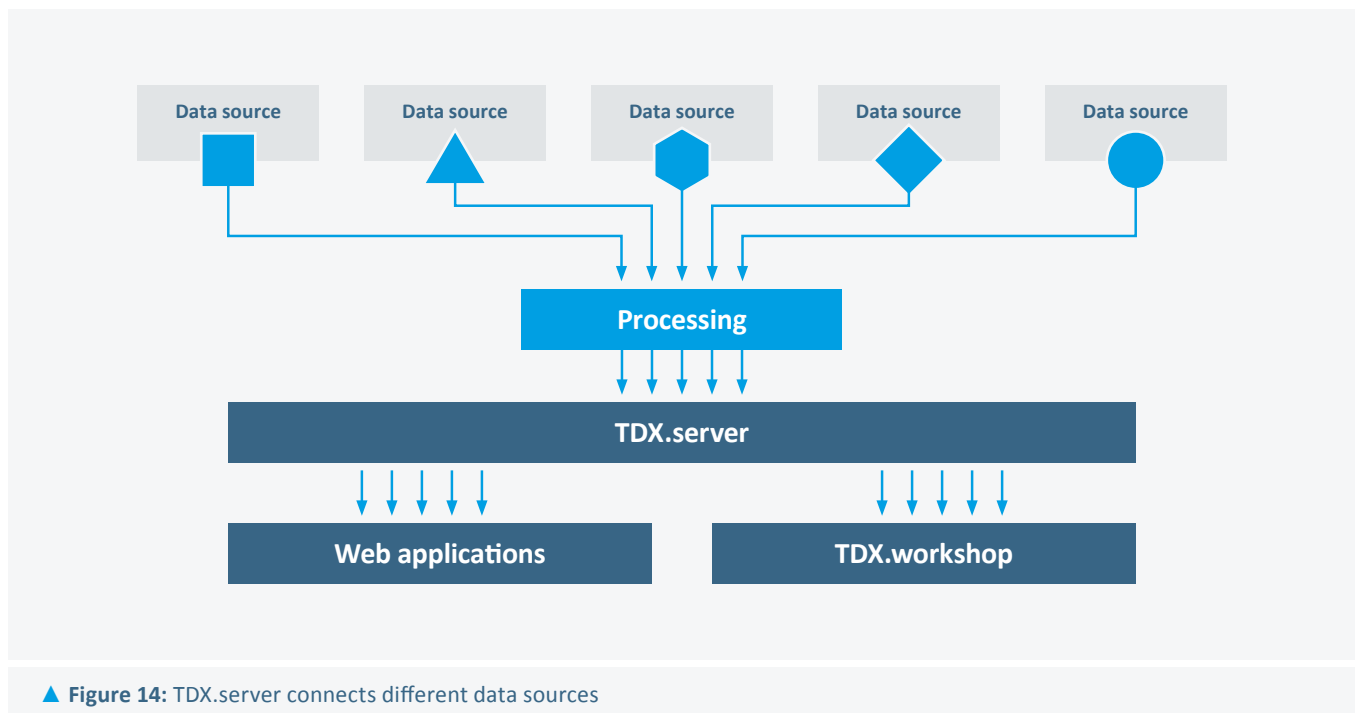 Data source
Data source
Data source
Data source
Data source
Processing
TDX.server
Web applications
TDX.workshop
▲ Figure 14: TDX.server connects different data sources